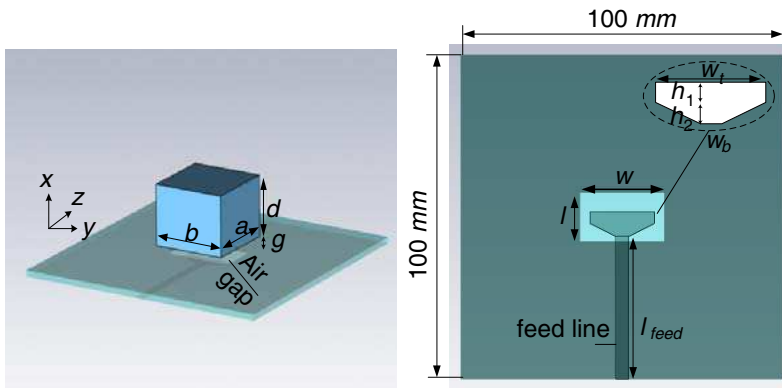 x
z
y
b
a
d
g
Air
gap
100 mm
100 mm
w
l
w_t
h_1
h_2
w_b
feed line
l_feed